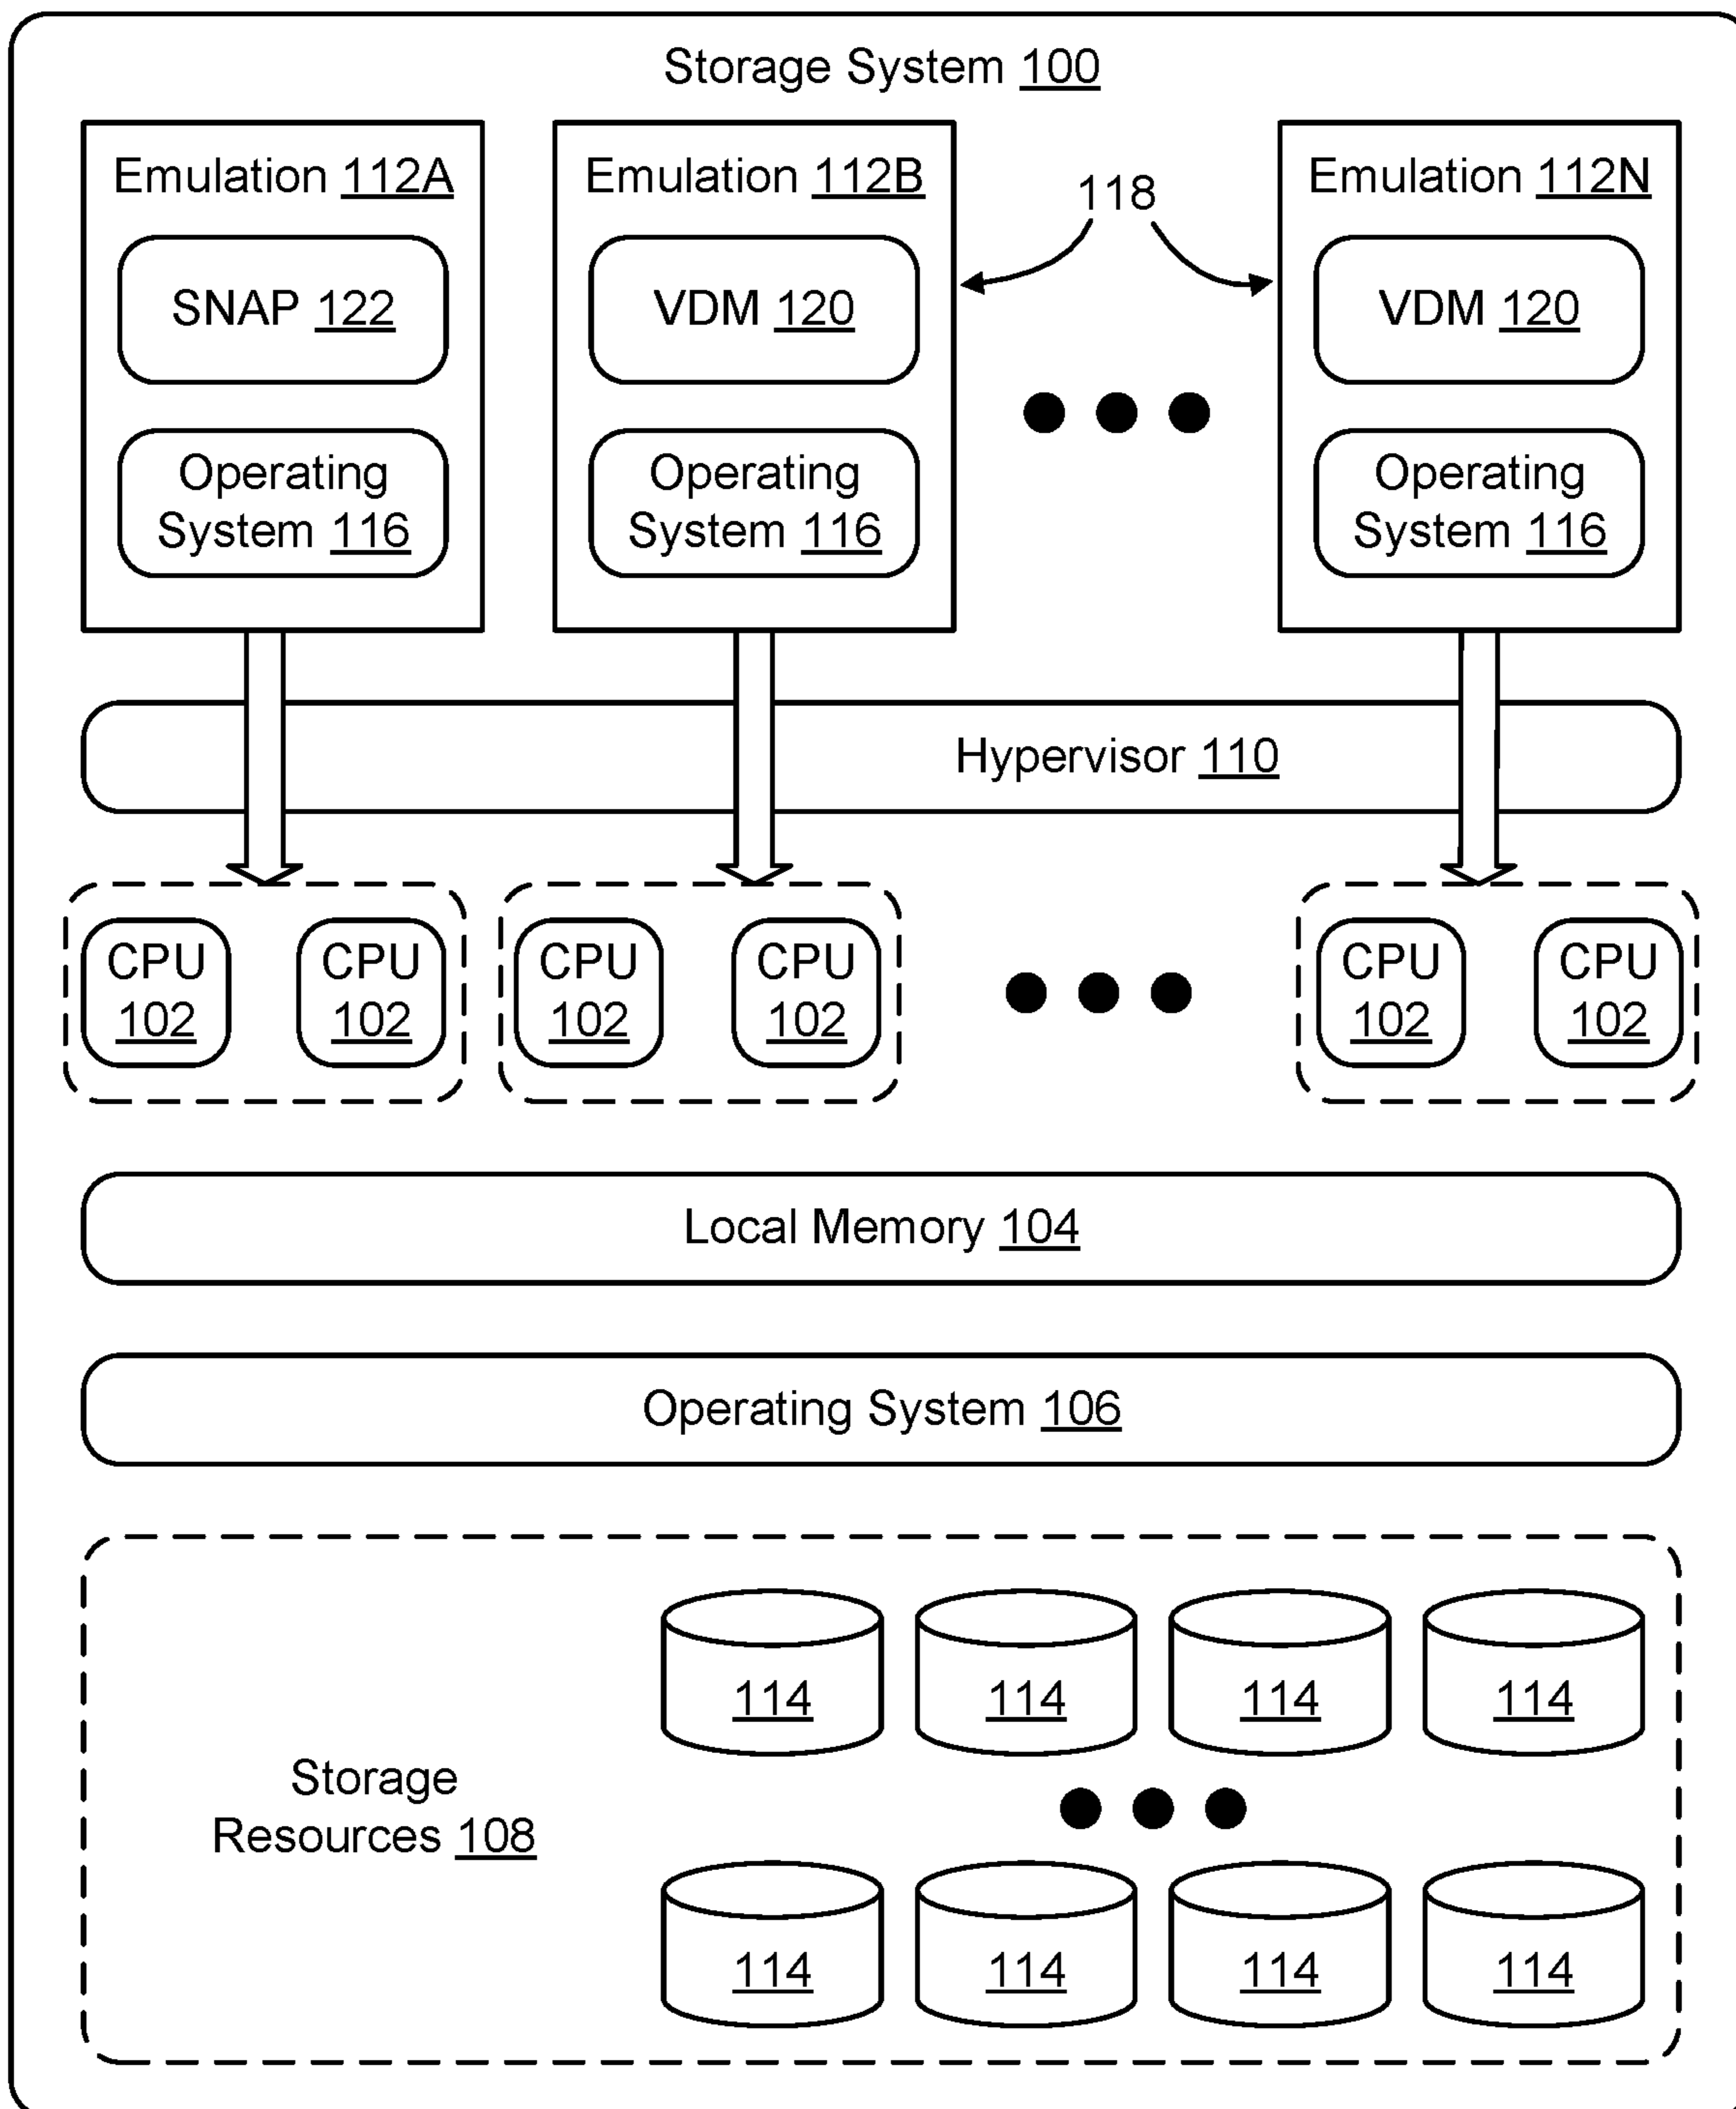 Storage System 100
Emulation 112A
SNAP 122
Operating
System 116
Emulation 112B
VDM 120
Operating
System 116
118
Emulation 112N
VDM 120
Operating
System 116
Hypervisor 110
CPU
102
CPU
102
CPU
102
CPU
102
CPU
102
CPU
102
Local Memory 104
Operating System 106
Storage
Resources 108
114
114
114
114
114
114
114
114